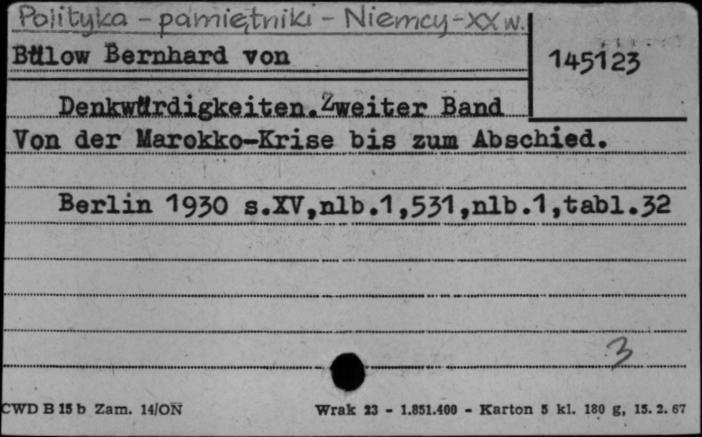 Polityka - pamiętniki - Niemcy - XX w.
Bülow Bernhard von
145123
Denkwürdigkeiten. Zweiter Band
Von der Marokko-Krise bis zum Abschied.
Berlin 1930 s.XV,nlb.1,531,nlb.1,tabl.32
3
CWD B 15 b Zam. 14/ON Wrak 23 - 1.851.400 - Karton 5 kl. 180 g, 15. 2. 67